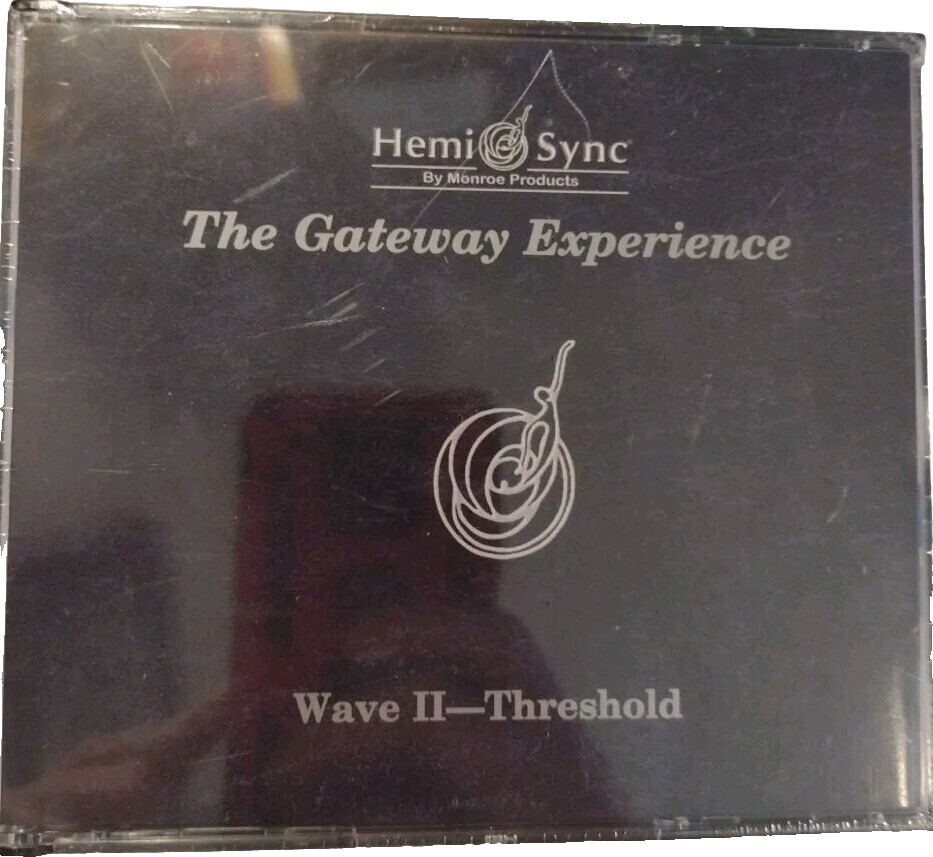 Hemi Sync
By Monroe Products
The Gateway Experience
Wave II—Threshold